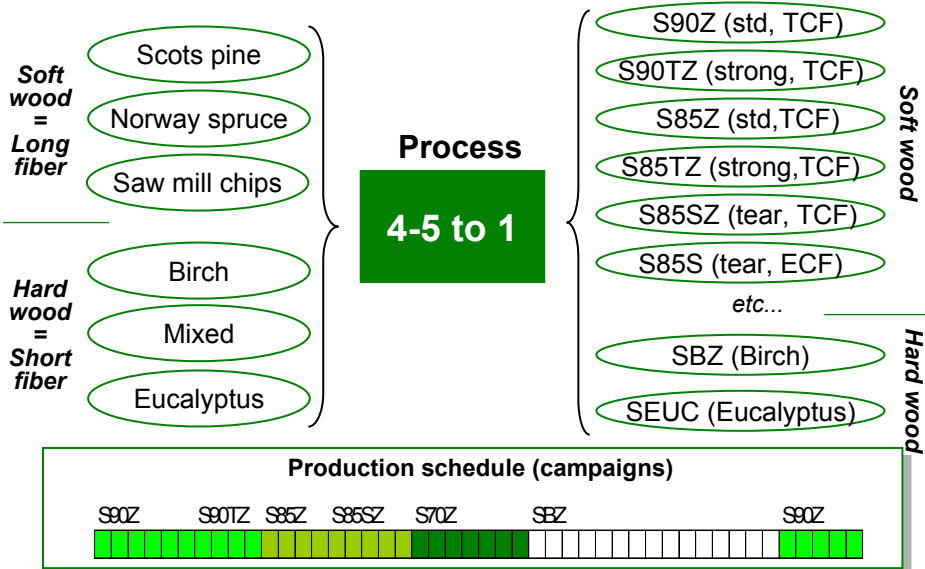 Soft
wood
=
Long
fiber
Scots pine
Norway spruce
Saw mill chips
Hard
wood
=
Short
fiber
Birch
Mixed
Eucalyptus
Process
4-5 to 1
S90Z (std, TCF)
S90TZ (strong, TCF)
S85Z (std,TCF)
S85TZ (strong,TCF)
S85SZ (tear, TCF)
S85S (tear, ECF)
etc...
SBZ (Birch)
SEUC (Eucalyptus)
Soft wood
Hard wood
Production schedule (campaigns)
S90Z S90TZ S85Z S85SZ S70Z SBZ S90Z